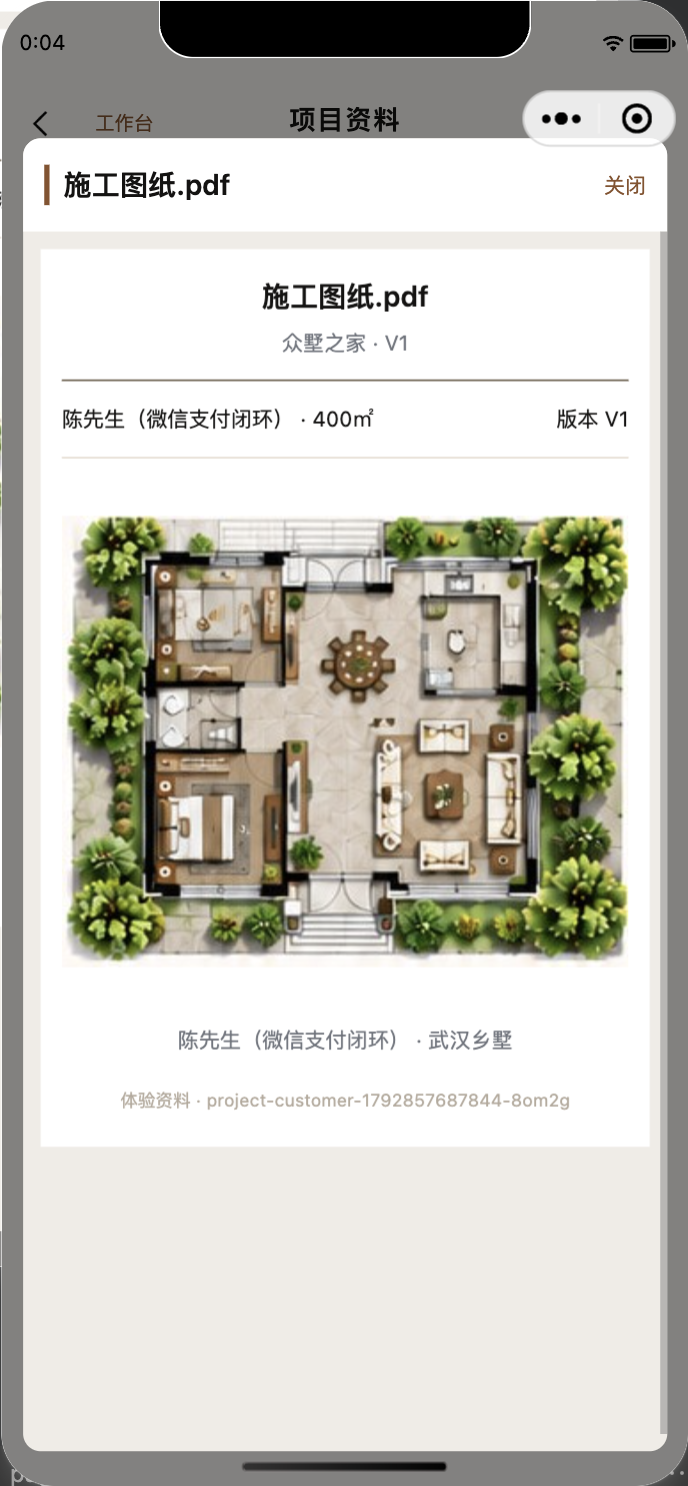 0:04
工作台
项目资料
施工图纸.pdf
关闭
施工图纸.pdf
众墅之家 · V1
陈先生（微信支付闭环） · 400㎡
版本 V1
陈先生（微信支付闭环） · 武汉乡墅
体验资料 · project-customer-1792857687844-8om2g